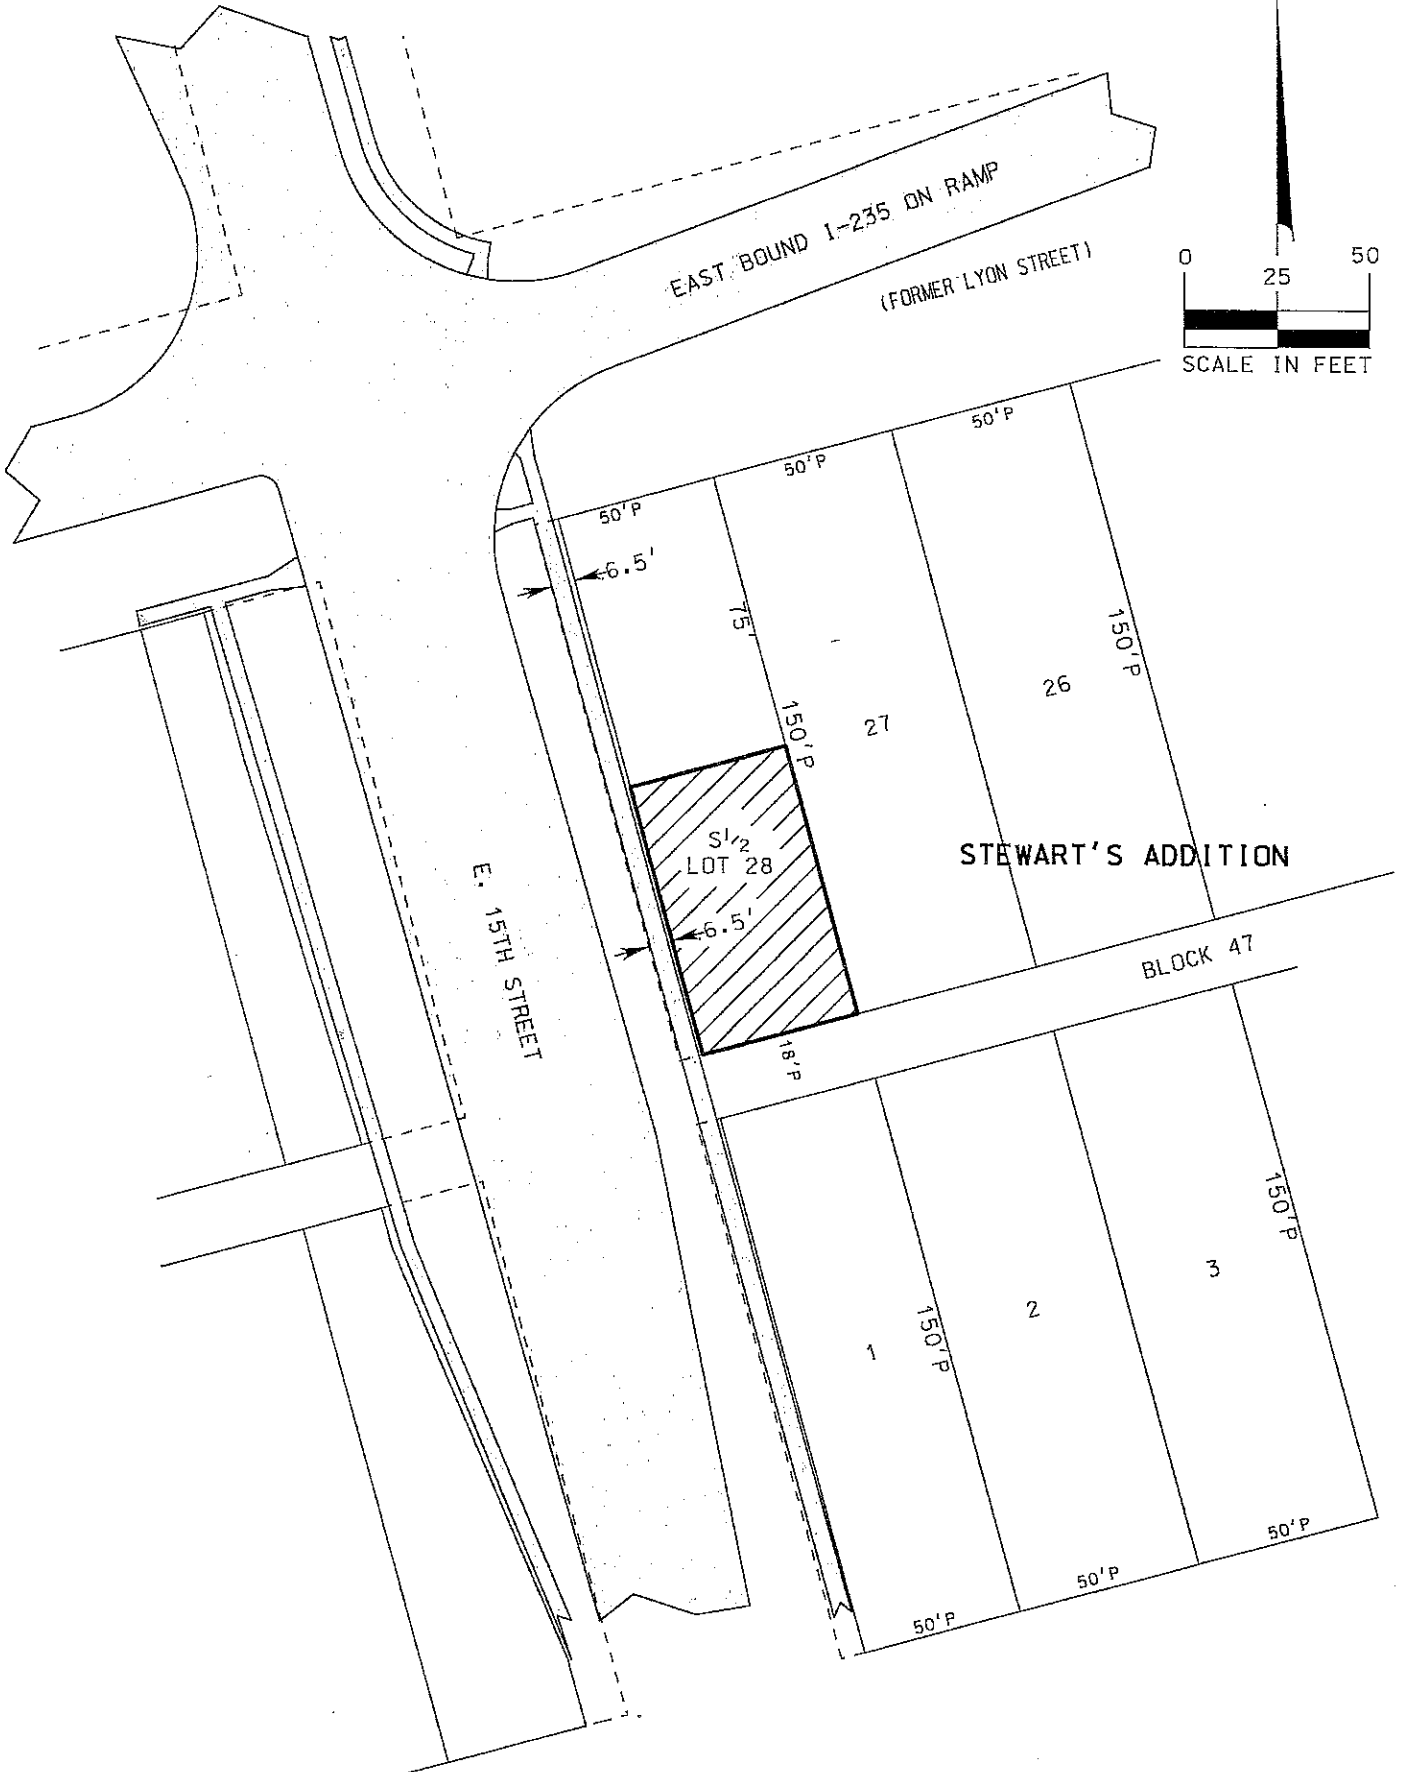 EAST BOUND I-235 ON RAMP
(FORMER LYON STREET)
0 25 50
SCALE IN FEET
50'P
50'P
50'P
6.5'
75'
150'P
150'P
27
26
S1/2
LOT 28
STEWART'S ADDITION
6.5'
E. 15TH STREET
BLOCK 47
18'P
150'P
150'P
1
2
3
50'P
50'P
50'P